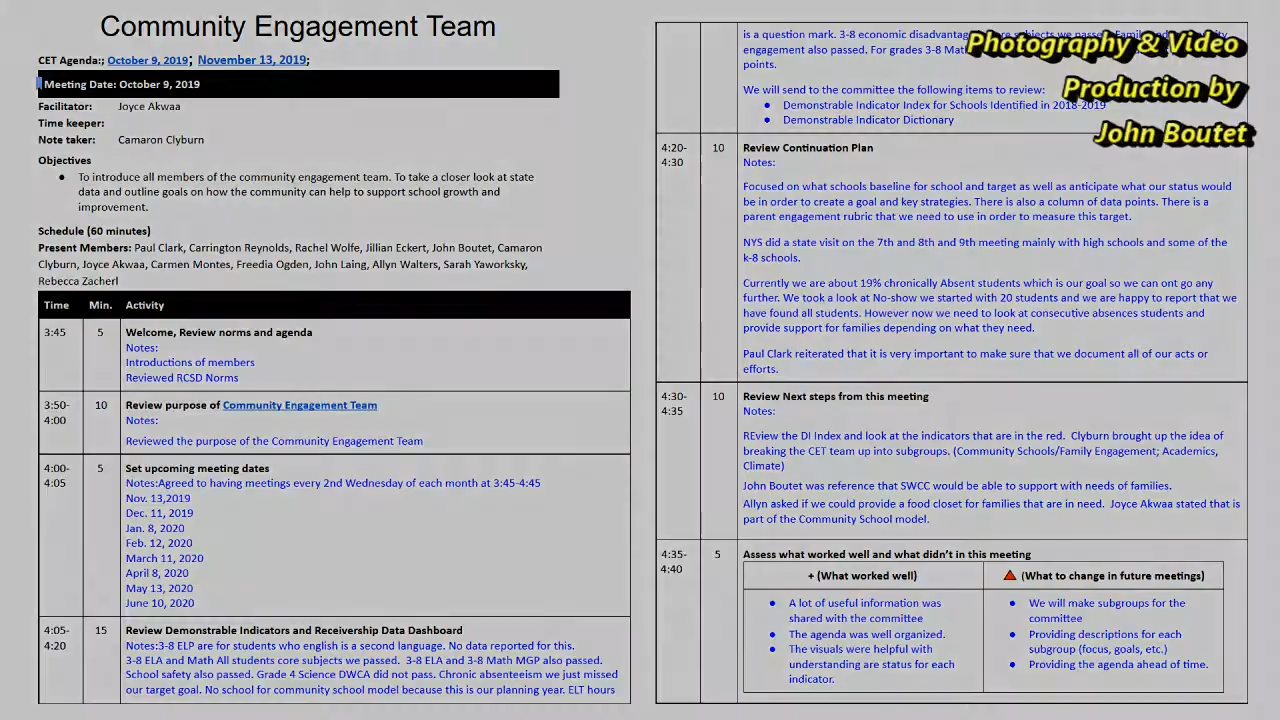 Community Engagement Team
CET Agenda:; October 9, 2019; November 13, 2019;
Meeting Date: October 9, 2019
Facilitator: Joyce Akwaa
Time keeper:
Note taker: Camaron Clyburn
Objectives
● To introduce all members of the community engagement team. To take a closer look at state
data and outline goals on how the community can help to support school growth and
improvement.
Schedule (60 minutes)
Present Members: Paul Clark, Carrington Reynolds, Rachel Wolfe, Jillian Eckert, John Boutet, Camaron
Clyburn, Joyce Akwaa, Carmen Montes, Freedia Ogden, John Laing, Allyn Walters, Sarah Yaworksky,
Rebecca Zacherl
Time Min. Activity
3:45 5 Welcome, Review norms and agenda
Notes:
Introductions of members
Reviewed RCSD Norms
3:50- 10 Review purpose of Community Engagement Team
4:00 Notes:
Reviewed the purpose of the Community Engagement Team
4:00- 5 Set upcoming meeting dates
4:05 Notes:Agreed to having meetings every 2nd Wednesday of each month at 3:45-4:45
Nov. 13,2019
Dec. 11, 2019
Jan. 8, 2020
Feb. 12, 2020
March 11, 2020
April 8, 2020
May 13, 2020
June 10, 2020
4:05- 15 Review Demonstrable Indicators and Receivership Data Dashboard
4:20 Notes:3-8 ELP are for students who english is a second language. No data reported for this.
3-8 ELA and Math All students core subjects we passed. 3-8 ELA and 3-8 Math MGP also passed.
School safety also passed. Grade 4 Science DWCA did not pass. Chronic absenteeism we just missed
our target goal. No school for community school model because this is our planning year. ELT hours
is a question mark. 3-8 economic
engagement also passed. For grades 3-8
points.
We will send to the committee the following items to review:
● Demonstrable Indicator Index for Schools Identified in 2018-2019
● Demonstrable Indicator Dictionary
Photography & Video
Production by
John Boutet
4:20- 10 Review Continuation Plan
4:30 Notes:
Focused on what schools baseline for school and target as well as anticipate what our status would
be in order to create a goal and key strategies. There is also a column of data points. There is a
parent engagement rubric that we need to use in order to measure this target.
NYS did a state visit on the 7th and 8th and 9th meeting mainly with high schools and some of the
k-8 schools.
Currently we are about 19% chronically Absent students which is our goal so we can ont go any
further. We took a look at No-show we started with 20 students and we are happy to report that we
have found all students. However now we need to look at consecutive absences students and
provide support for families depending on what they need.
Paul Clark reiterated that it is very important to make sure that we document all of our acts or
efforts.
4:30- 10 Review Next steps from this meeting
4:35 Notes:
REview the DI Index and look at the indicators that are in the red. Clyburn brought up the idea of
breaking the CET team up into subgroups. (Community Schools/Family Engagement; Academics,
Climate)
John Boutet was reference that SWCC would be able to support with needs of families.
Allyn asked if we could provide a food closet for families that are in need. Joyce Akwaa stated that is
part of the Community School model.
4:35- 5 Assess what worked well and what didn't in this meeting
4:40
+ (What worked well)
● A lot of useful information was
shared with the committee
● The agenda was well organized.
● The visuals were helpful with
understanding are status for each
indicator.
(What to change in future meetings)
● We will make subgroups for the
committee
● Providing descriptions for each
subgroup (focus, goals, etc.)
● Providing the agenda ahead of time.